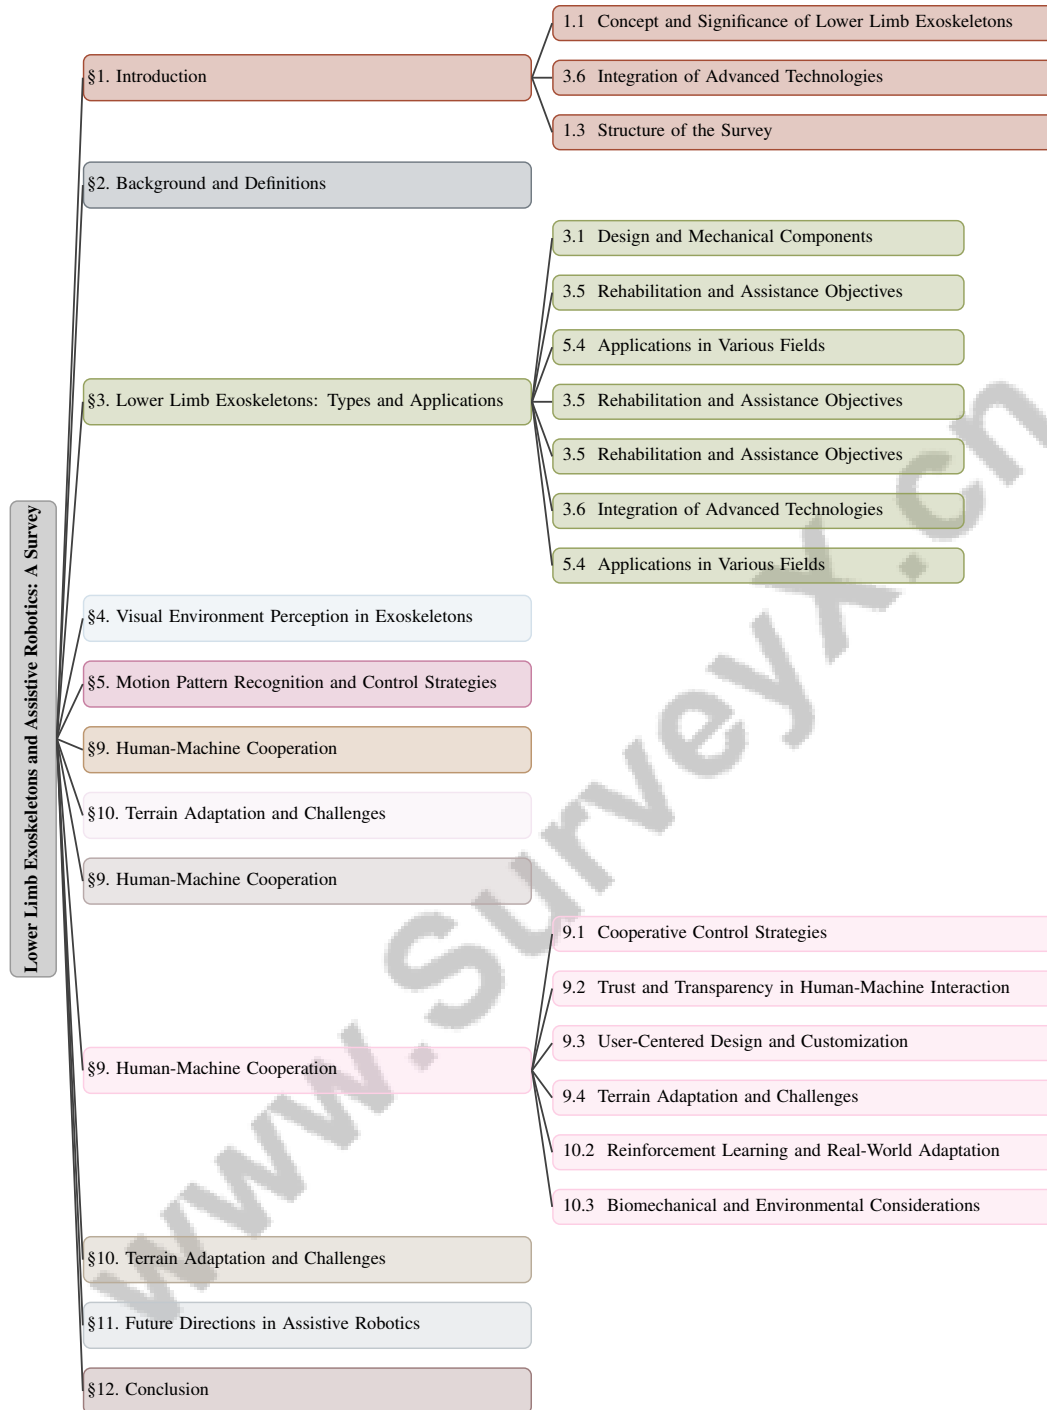 Lower Limb Exoskeletons and Assistive Robotics: A Survey
§1. Introduction
1.1 Concept and Significance of Lower Limb Exoskeletons
3.6 Integration of Advanced Technologies
1.3 Structure of the Survey
§2. Background and Definitions
§3. Lower Limb Exoskeletons: Types and Applications
3.1 Design and Mechanical Components
3.5 Rehabilitation and Assistance Objectives
5.4 Applications in Various Fields
3.5 Rehabilitation and Assistance Objectives
3.5 Rehabilitation and Assistance Objectives
3.6 Integration of Advanced Technologies
5.4 Applications in Various Fields
§4. Visual Environment Perception in Exoskeletons
§5. Motion Pattern Recognition and Control Strategies
§9. Human-Machine Cooperation
§10. Terrain Adaptation and Challenges
§9. Human-Machine Cooperation
§9. Human-Machine Cooperation
9.1 Cooperative Control Strategies
9.2 Trust and Transparency in Human-Machine Interaction
9.3 User-Centered Design and Customization
9.4 Terrain Adaptation and Challenges
10.2 Reinforcement Learning and Real-World Adaptation
10.3 Biomechanical and Environmental Considerations
§10. Terrain Adaptation and Challenges
§11. Future Directions in Assistive Robotics
§12. Conclusion
www.SurveyX.cn